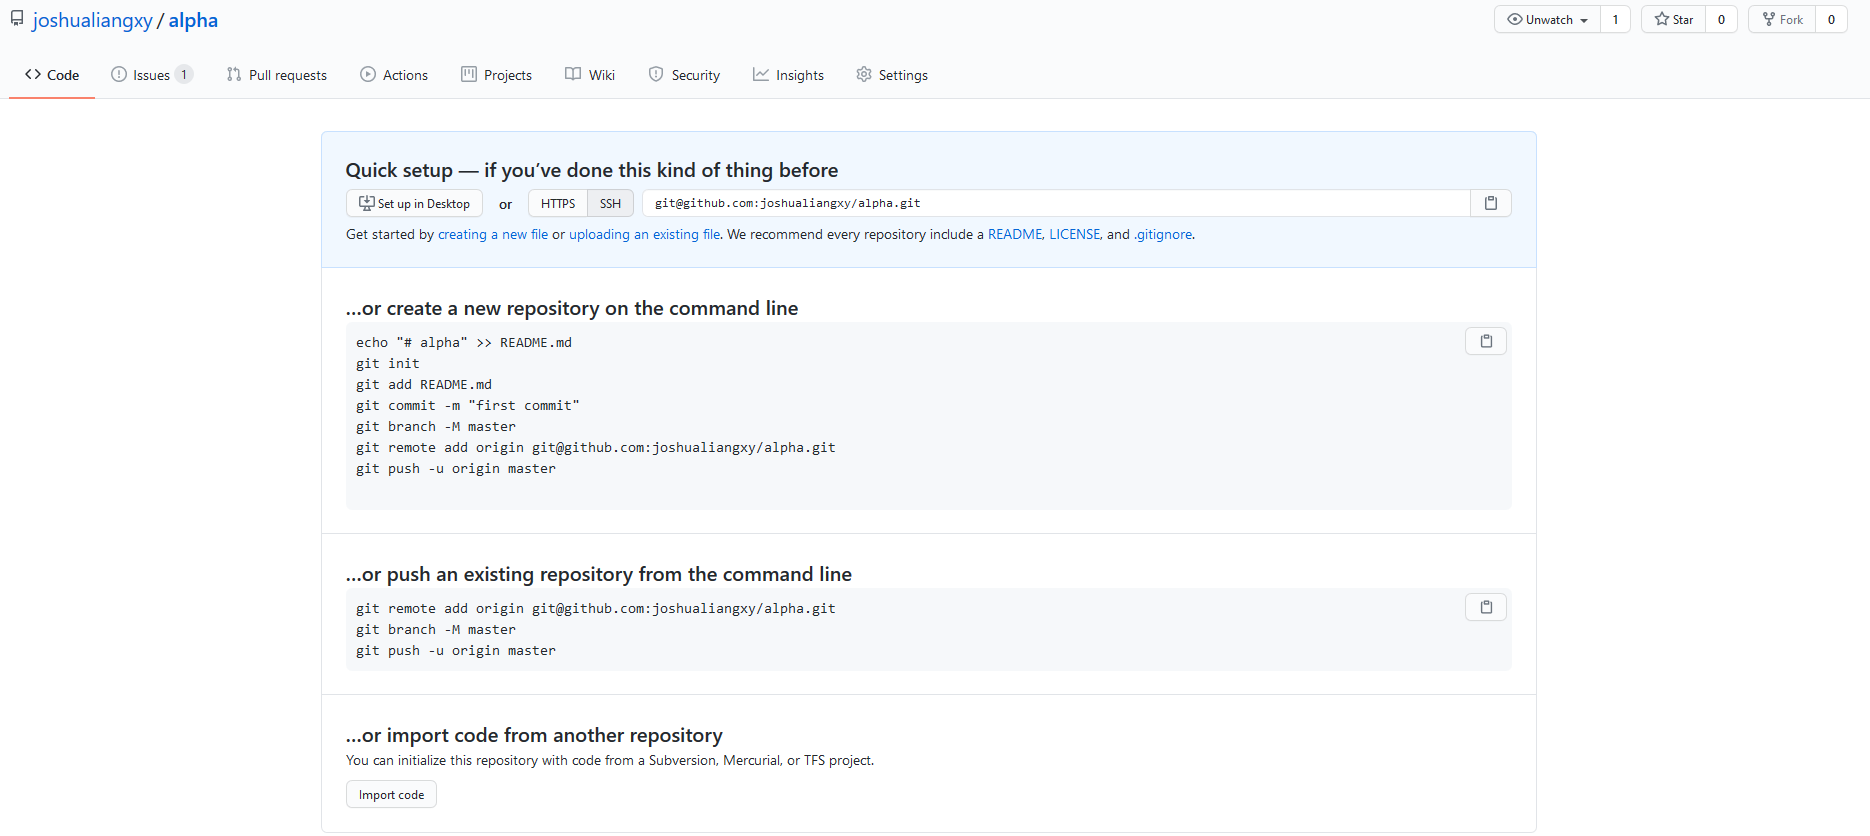 joshualiangxy / alpha
Unwatch 1 Star 0 Fork 0
Code Issues 1 Pull requests Actions Projects Wiki Security Insights Settings
Quick setup — if you’ve done this kind of thing before
Set up in Desktop or HTTPS SSH git@github.com:joshualiangxy/alpha.git
Get started by creating a new file or uploading an existing file. We recommend every repository include a README, LICENSE, and .gitignore.
…or create a new repository on the command line
echo "# alpha" >> README.md
git init
git add README.md
git commit -m "first commit"
git branch -M master
git remote add origin git@github.com:joshualiangxy/alpha.git
git push -u origin master
…or push an existing repository from the command line
git remote add origin git@github.com:joshualiangxy/alpha.git
git branch -M master
git push -u origin master
…or import code from another repository
You can initialize this repository with code from a Subversion, Mercurial, or TFS project.
Import code